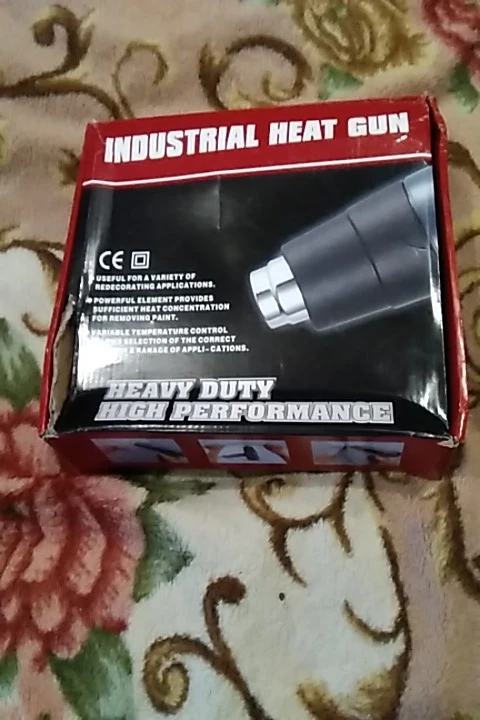 INDUSTRIAL HEAT GUN
CE
USEFUL FOR A VARIETY OF
REDECORATING APPLICATIONS.
POWERFUL ELEMENT PROVIDES
SUFFICIENT HEAT CONCENTRATION
FOR REMOVING PAINT.
VARIABLE TEMPERATURE CONTROL
SELECTION OF THE CORRECT
A RANAGE OF APPLI-CATIONS.
HEAVY DUTY
HIGH PERFORMANCE